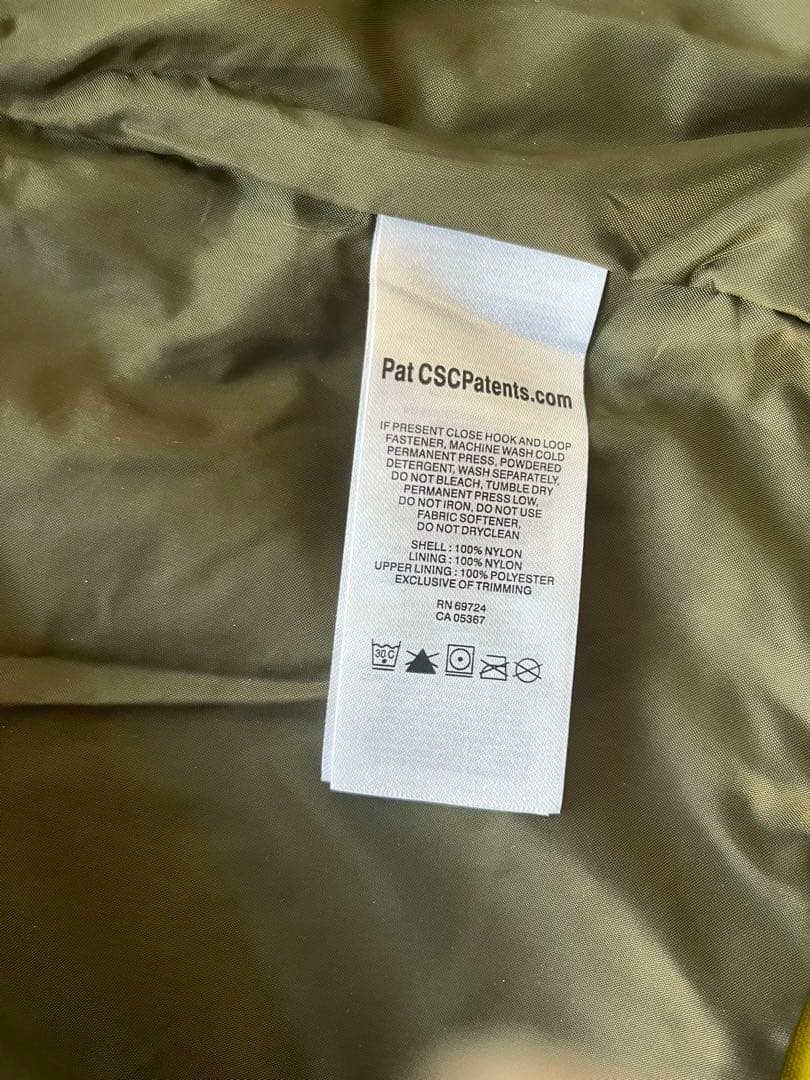 Pat CSCPatents.com
IF PRESENT CLOSE HOOK AND LOOP
FASTENER, MACHINE WASH COLD
PERMANENT PRESS, POWDERED
DETERGENT, WASH SEPARATELY,
DO NOT BLEACH, TUMBLE DRY
PERMANENT PRESS LOW,
DO NOT IRON, DO NOT USE
FABRIC SOFTENER,
DO NOT DRYCLEAN
SHELL : 100% NYLON
LINING : 100% NYLON
UPPER LINING : 100% POLYESTER
EXCLUSIVE OF TRIMMING
RN 69724
CA 05367
30 C